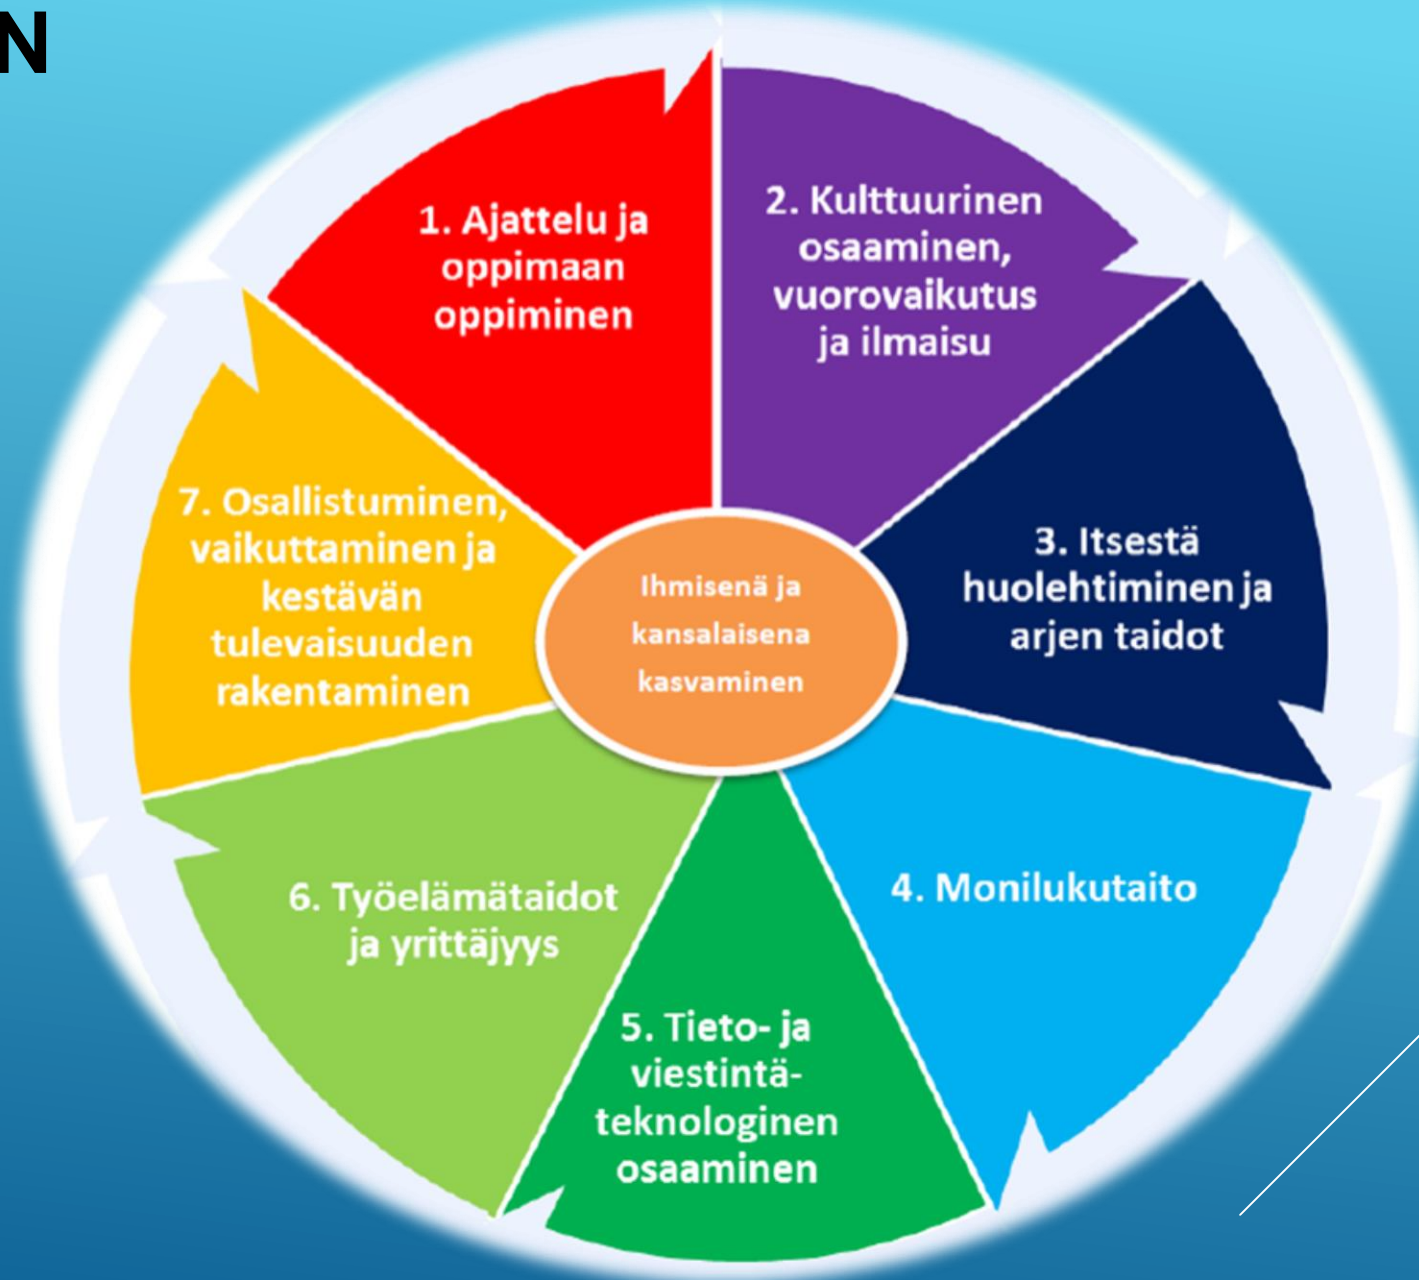 N
1. Ajattelu ja
oppimaan
oppiminen
2. Kulttuurinen
osaaminen,
vuorovaikutus
ja ilmaisu
3. Itsestä
huolehtiminen ja
arjen taidot
4. Monilukutaito
5. Tieto- ja
viestintä-
teknologinen
osaaminen
6. Työelämätaidot
ja yrittäjyys
7. Osallistuminen,
vaikuttaminen ja
kestävän
tulevaisuuden
rakentaminen
Ihmisenä ja
kansalaisena
kasvaminen